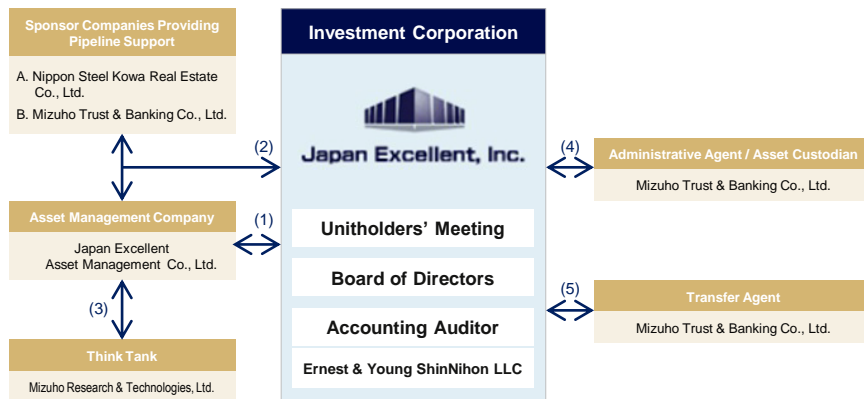 Sponsor Companies Providing
Pipeline Support
A. Nippon Steel Kowa Real Estate
Co., Ltd.
B. Mizuho Trust & Banking Co., Ltd.
(2)
Asset Management Company
Japan Excellent
Asset Management Co., Ltd.
(1)
(3)
Think Tank
Mizuho Research & Technologies, Ltd.
Investment Corporation
Japan Excellent, Inc.
Unitholders’ Meeting
Board of Directors
Accounting Auditor
Ernest & Young ShinNihon LLC
(4)
Administrative Agent / Asset Custodian
Mizuho Trust & Banking Co., Ltd.
(5)
Transfer Agent
Mizuho Trust & Banking Co., Ltd.